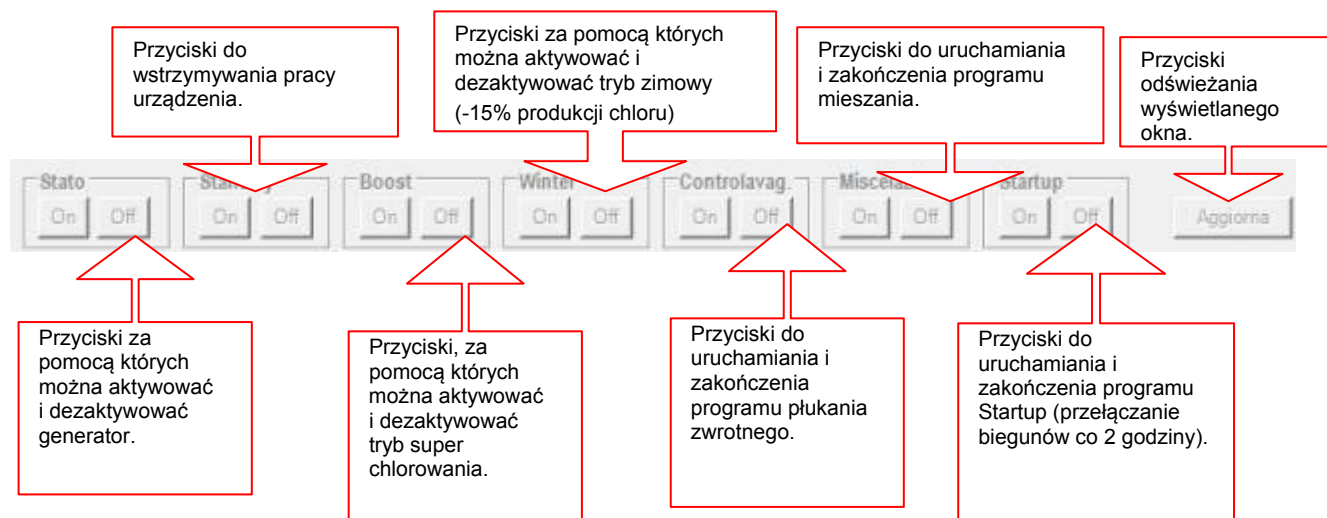 Przyciski do
wstrzymywania pracy
urządzenia.
Przyciski za pomocą których
można aktywować i
dezaktywować tryb zimowy
(-15% produkcji chloru)
Przyciski do uruchamiania
i zakończenia programu
mieszania.
Przyciski
odświeżania
wyświetlanego
okna.
Stato
Boost
Winter
Controlavag.
Startup
On Off
On Off
On Off
On Off
On Off
On Off
On Off
Aggiorna
Przyciski za
pomocą których
można aktywować
i dezaktywować
generator.
Przyciski, za
pomocą których
można aktywować
i dezaktywować
tryb super
chlorowania.
Przyciski do
uruchamiania i
zakończenia
programu płukania
zwrotnego.
Przyciski do
uruchamiania i
zakończenia programu
Startup (przełączanie
biegunów co 2 godziny).